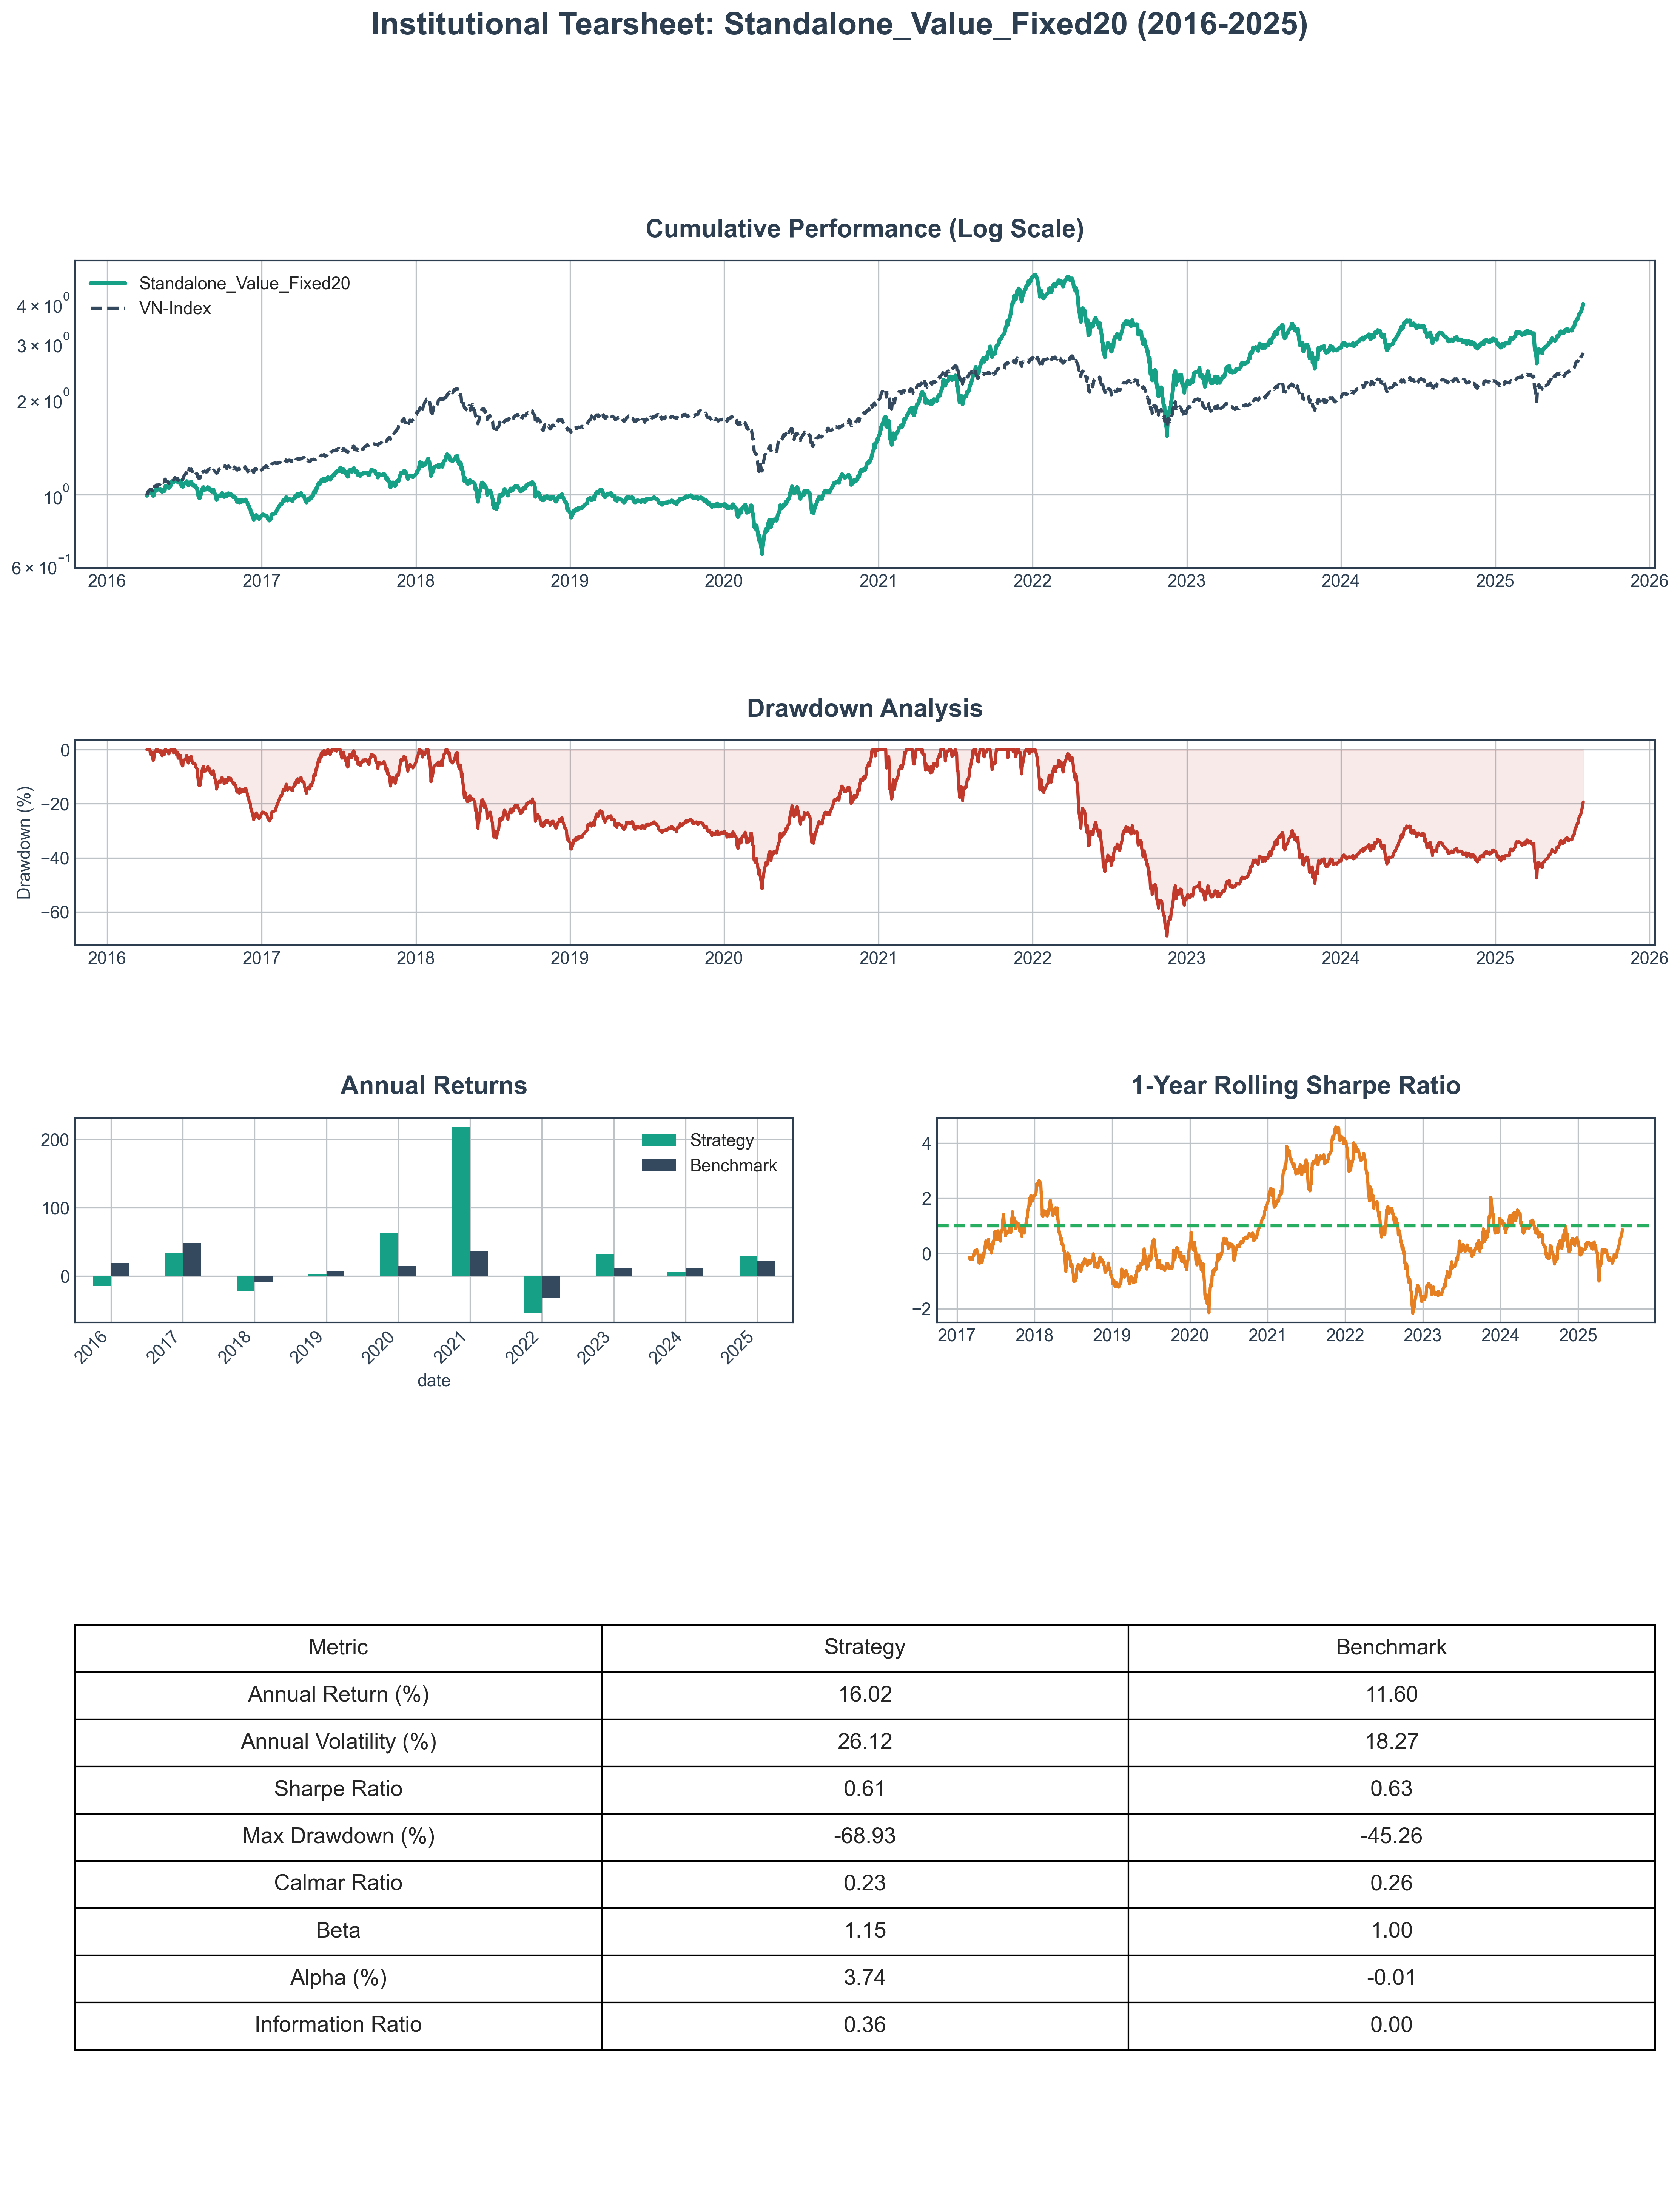 Institutional Tearsheet: Standalone_Value_Fixed20 (2016-2025)
Cumulative Performance (Log Scale)
Standalone_Value_Fixed20
VN-Index
4 × 10⁰
3 × 10⁰
2 × 10⁰
10⁰
6 × 10⁻¹
2016 2017 2018 2019 2020 2021 2022 2023 2024 2025 2026
Drawdown Analysis
Drawdown (%)
0
−20
−40
−60
2016 2017 2018 2019 2020 2021 2022 2023 2024 2025 2026
Annual Returns
Strategy
Benchmark
200
100
0
2016 2017 2018 2019 2020 2021 2022 2023 2024 2025
date
1-Year Rolling Sharpe Ratio
4
2
0
−2
2017 2018 2019 2020 2021 2022 2023 2024 2025
Metric Strategy Benchmark
Annual Return (%) 16.02 11.60
Annual Volatility (%) 26.12 18.27
Sharpe Ratio 0.61 0.63
Max Drawdown (%) -68.93 -45.26
Calmar Ratio 0.23 0.26
Beta 1.15 1.00
Alpha (%) 3.74 -0.01
Information Ratio 0.36 0.00